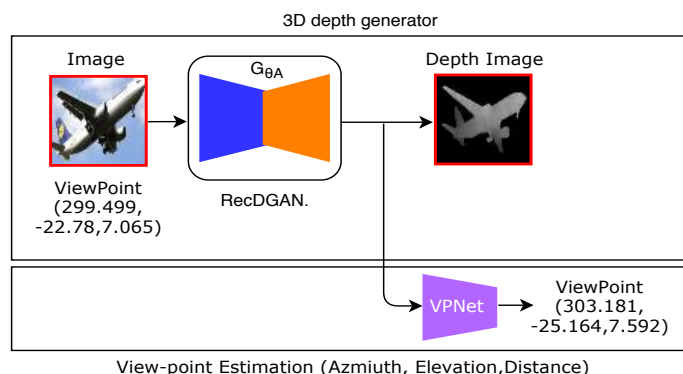 3D depth generator
Image
G_θA
Depth Image
ViewPoint
(299.499,
-22.78,7.065)
RecDGAN.
VPNet
ViewPoint
(303.181,
-25.164,7.592)
View-point Estimation (Azmiuth, Elevation,Distance)